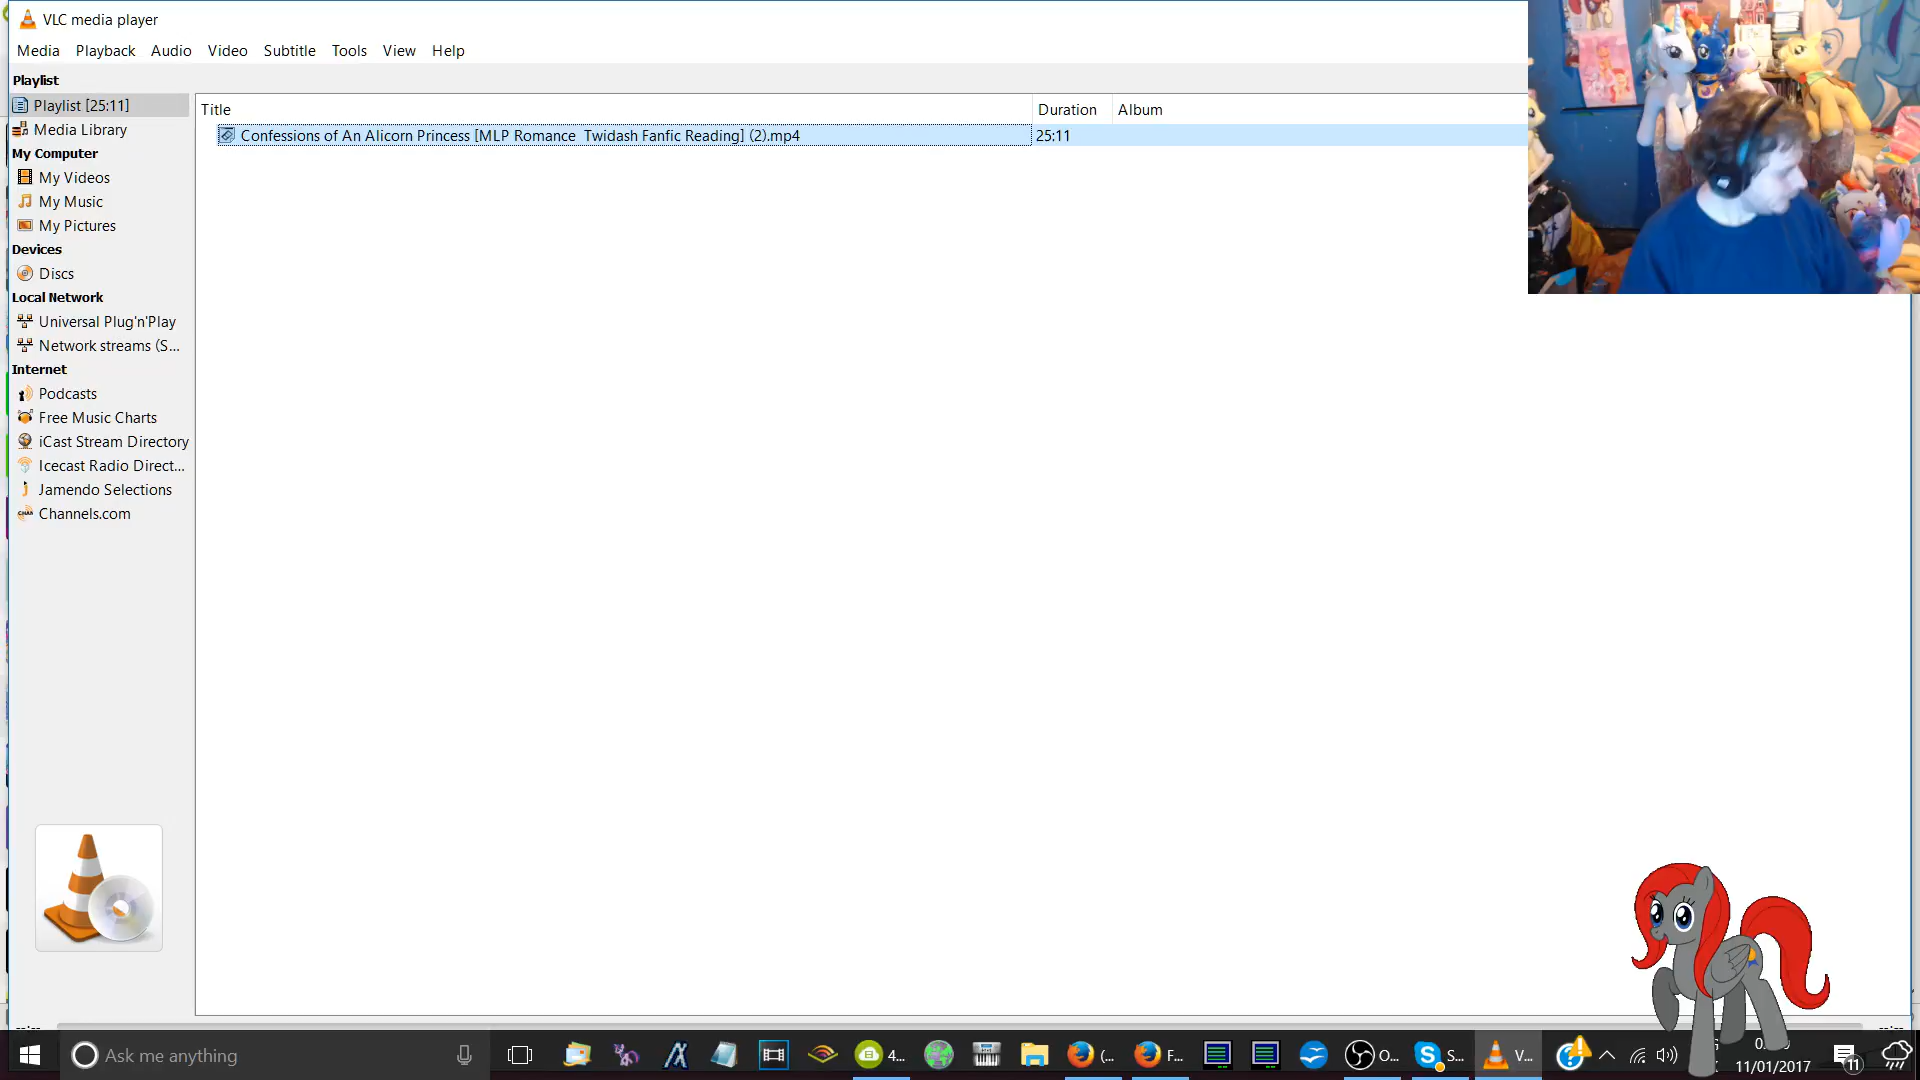 VLC media player
Media Playback Audio Video Subtitle Tools View Help
Playlist
Playlist [25:11]
Media Library
My Computer
My Videos
My Music
My Pictures
Devices
Discs
Local Network
Universal Plug'n'Play
Network streams (S...
Internet
Podcasts
Free Music Charts
iCast Stream Directory
Icecast Radio Direct...
Jamendo Selections
Channels.com
Title Duration Album
Confessions of An Alicorn Princess [MLP Romance Twidash Fanfic Reading] (2).mp4 25:11
Ask me anything
4...
(...
F...
O...
S...
V...
11/01/2017
11